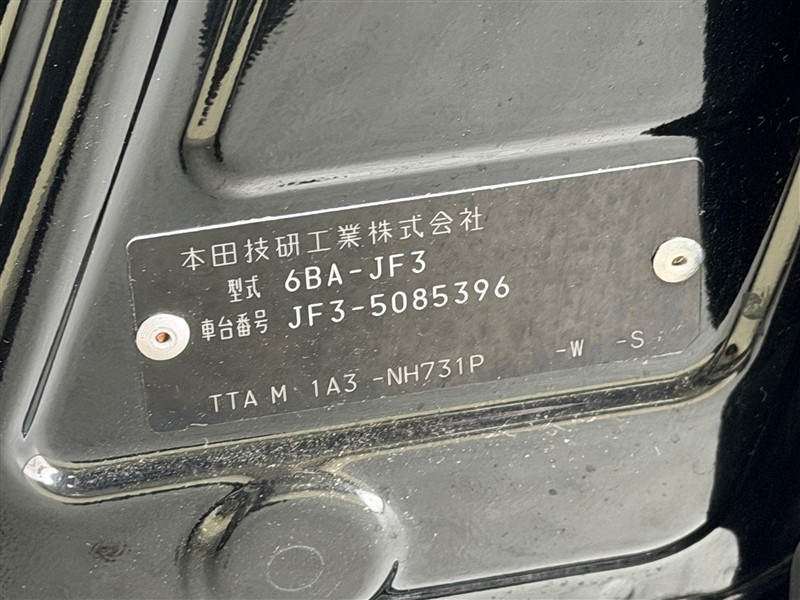 本田技研工業株式会社
型式 6BA-JF3
車台番号 JF3-5085396
TTA M 1A3 -NH731P -W -S